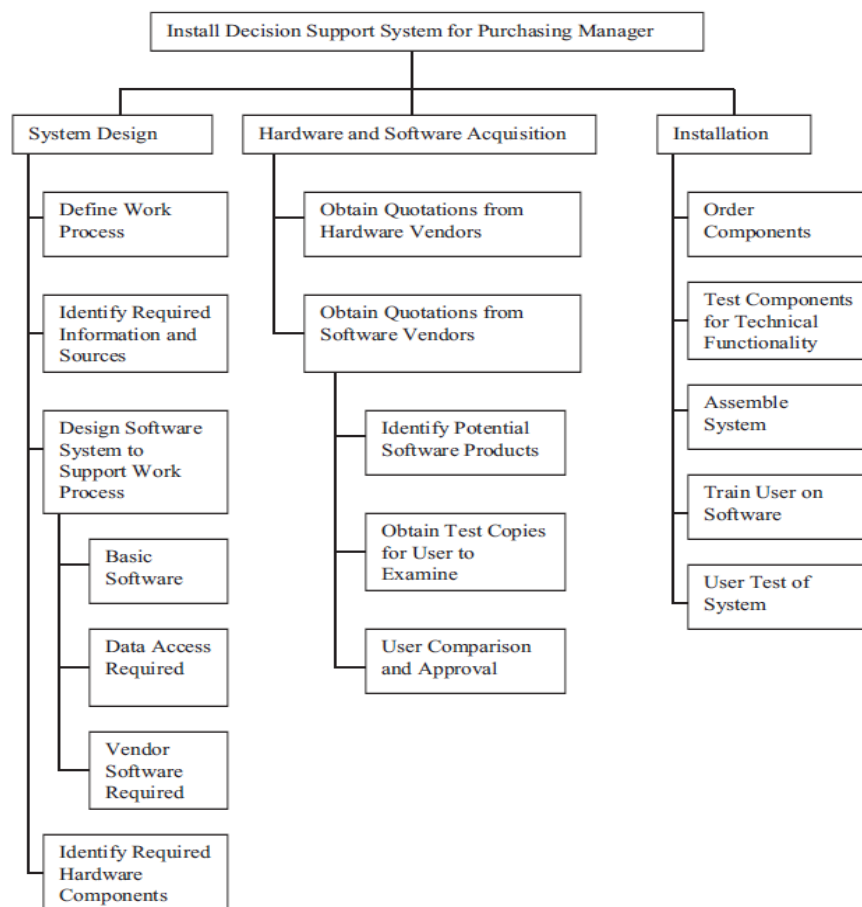 Install Decision Support System for Purchasing Manager
System Design
Hardware and Software Acquisition
Installation
Define Work
Process
Identify Required
Information and
Sources
Design Software
System to
Support Work
Process
Basic
Software
Data Access
Required
Vendor
Software
Required
Identify Required
Hardware
Components
Obtain Quotations from
Hardware Vendors
Obtain Quotations from
Software Vendors
Identify Potential
Software Products
Obtain Test Copies
for User to
Examine
User Comparison
and Approval
Order
Components
Test Components
for Technical
Functionality
Assemble
System
Train User on
Software
User Test of
System